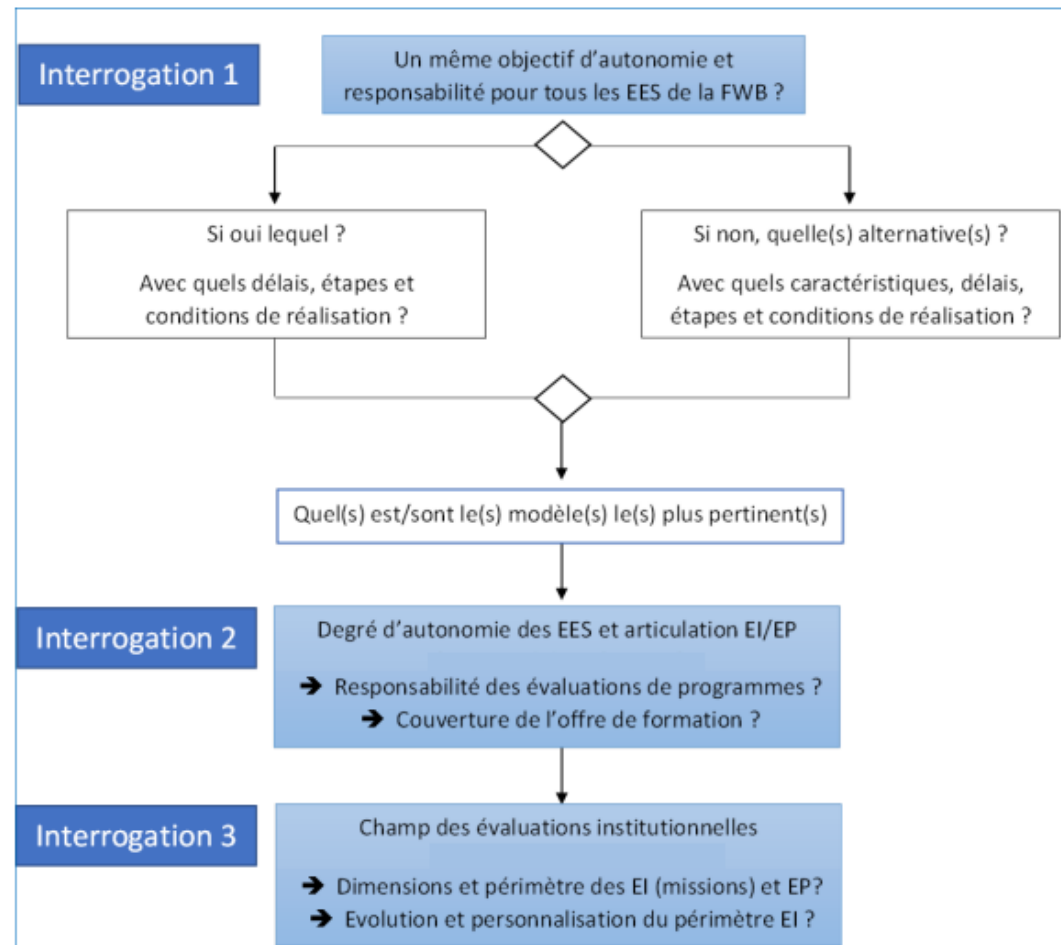 Interrogation 1
Un même objectif d’autonomie et
responsabilité pour tous les EES de la FWB ?
Si oui lequel ?
Avec quels délais, étapes et
conditions de réalisation ?
Si non, quelle(s) alternative(s) ?
Avec quels caractéristiques, délais,
étapes et conditions de réalisation ?
Quel(s) est/sont le(s) modèle(s) le(s) plus pertinent(s)
Interrogation 2
Degré d’autonomie des EES et articulation EI/EP
➔ Responsabilité des évaluations de programmes ?
➔ Couverture de l’offre de formation ?
Interrogation 3
Champ des évaluations institutionnelles
➔ Dimensions et périmètre des EI (missions) et EP?
➔ Evolution et personnalisation du périmètre EI ?